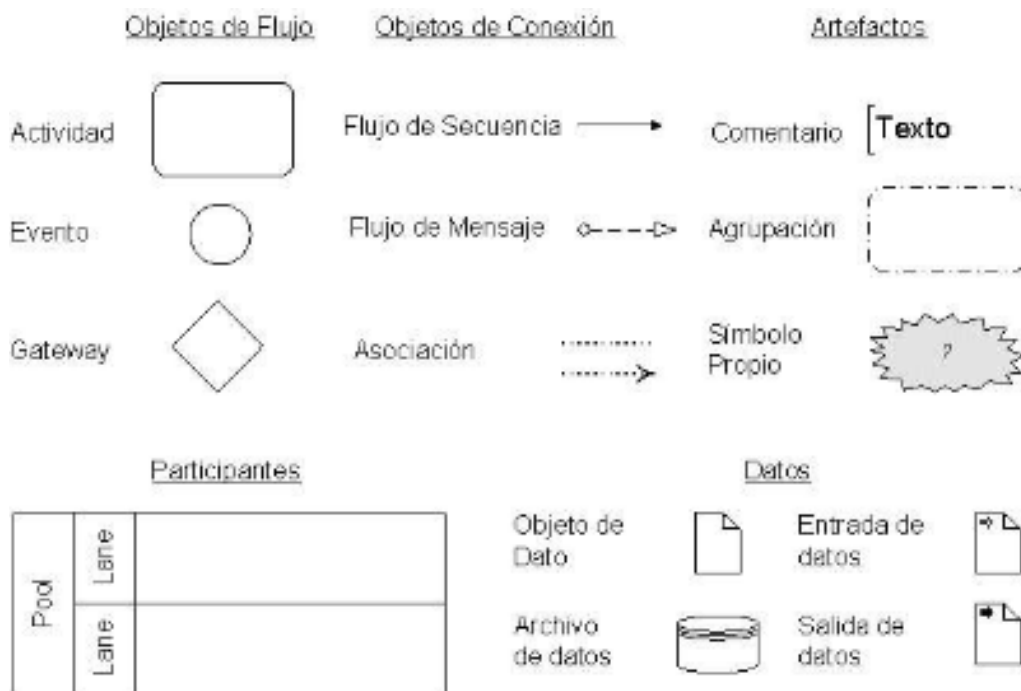 Objetos de Flujo
Objetos de Conexión
Artefactos
Actividad
Flujo de Secuencia
Comentario
Texto
Evento
Flujo de Mensaje
Agrupación
Gateway
Asociación
Símbolo
Propio
?
Participantes
Datos
Pool
Lane
Lane
Objeto de
Dato
Entrada de
datos
Archivo
de datos
Salida de
datos